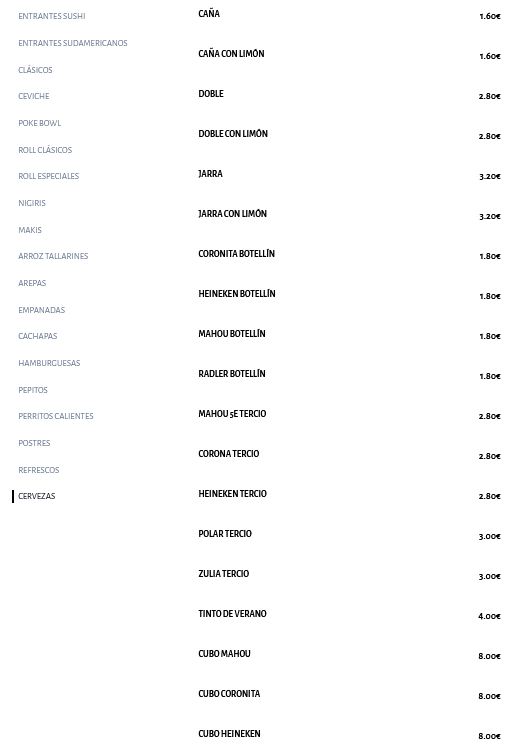 ENTRANTES SUSHI
ENTRANTES SUDAMERICANOS
CLÁSICOS
CEVICHE
POKE BOWL
ROLL CLÁSICOS
ROLL ESPECIALES
NIGIRIS
MAKIS
ARROZ TALLARINES
AREPAS
EMPANADAS
CACHAPAS
HAMBURGUESAS
PEPITOS
PERRITOS CALIENTES
POSTRES
REFRESCOS
CERVEZAS
CAÑA 1.60€
CAÑA CON LIMÓN 1.60€
DOBLE 2.80€
DOBLE CON LIMÓN 2.80€
JARRA 3.20€
JARRA CON LIMÓN 3.20€
CORONITA BOTELLÍN 1.80€
HEINEKEN BOTELLÍN 1.80€
MAHOU BOTELLÍN 1.80€
RADLER BOTELLÍN 1.80€
MAHOU 5E TERCIO 2.80€
CORONA TERCIO 2.80€
HEINEKEN TERCIO 2.80€
POLAR TERCIO 3.00€
ZULIA TERCIO 3.00€
TINTO DE VERANO 4.00€
CUBO MAHOU 8.00€
CUBO CORONITA 8.00€
CUBO HEINEKEN 8.00€